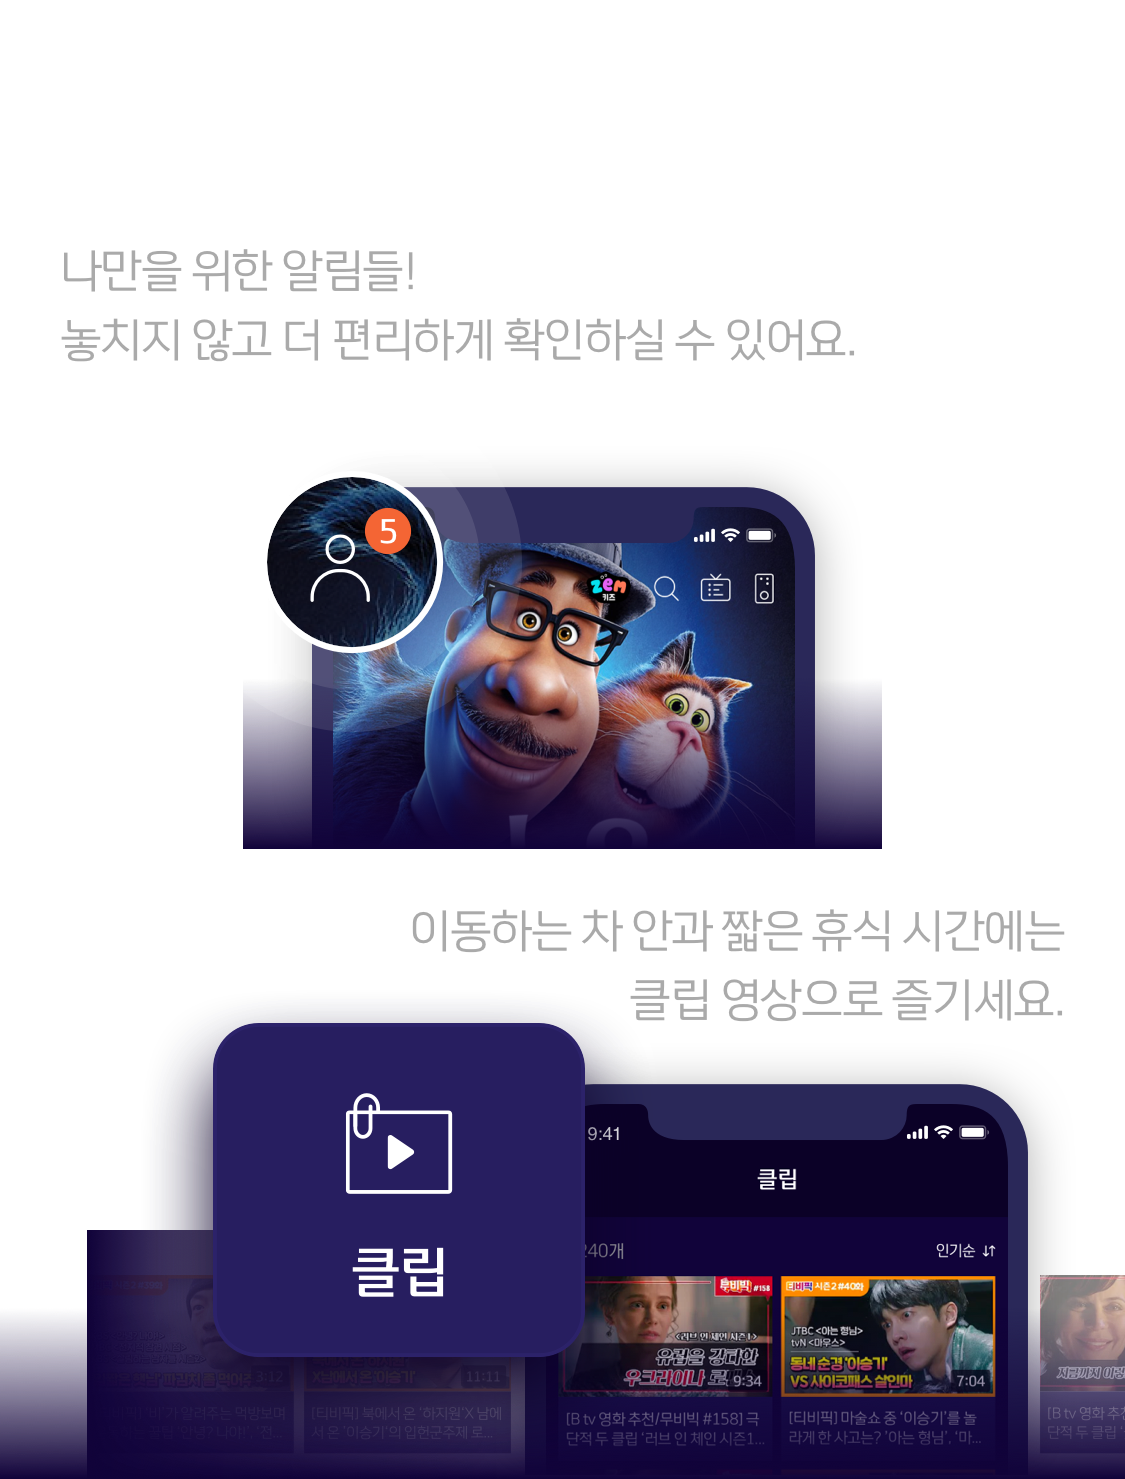 나만을 위한 알림들!
놓치지 않고 더 편리하게 확인하실 수 있어요.
5
zem
키즈
이동하는 차 안과 짧은 휴식 시간에는
클립 영상으로 즐기세요.
클립
9:41
클립
240개
인기순
무비빅 #158
<러브 인 체인 시즌1>
유럽을 강타한
우크라이나
9:34
티비픽 시즌2 #40화
JTBC <아는 형님>
tvN <마우스>
동네 순경 '이승기'
VS 사이코패스 살인마
7:04
[B tv 영화 추천/무비빅 #158] 극
단적 두 클립 '러브 인 체인 시즌1...
[티비픽] 마술쇼 중 '이승기'를 놀
라게 한 사고는? '아는 형님', '마...
3:12
X남에서 온 이승기'
11:11
[티비픽] 북에서 온 '하지원'X 남에
서 온 '이승기'의 입헌군주제 로...
지금까지
[B tv 영화 추천
단적 두 클립